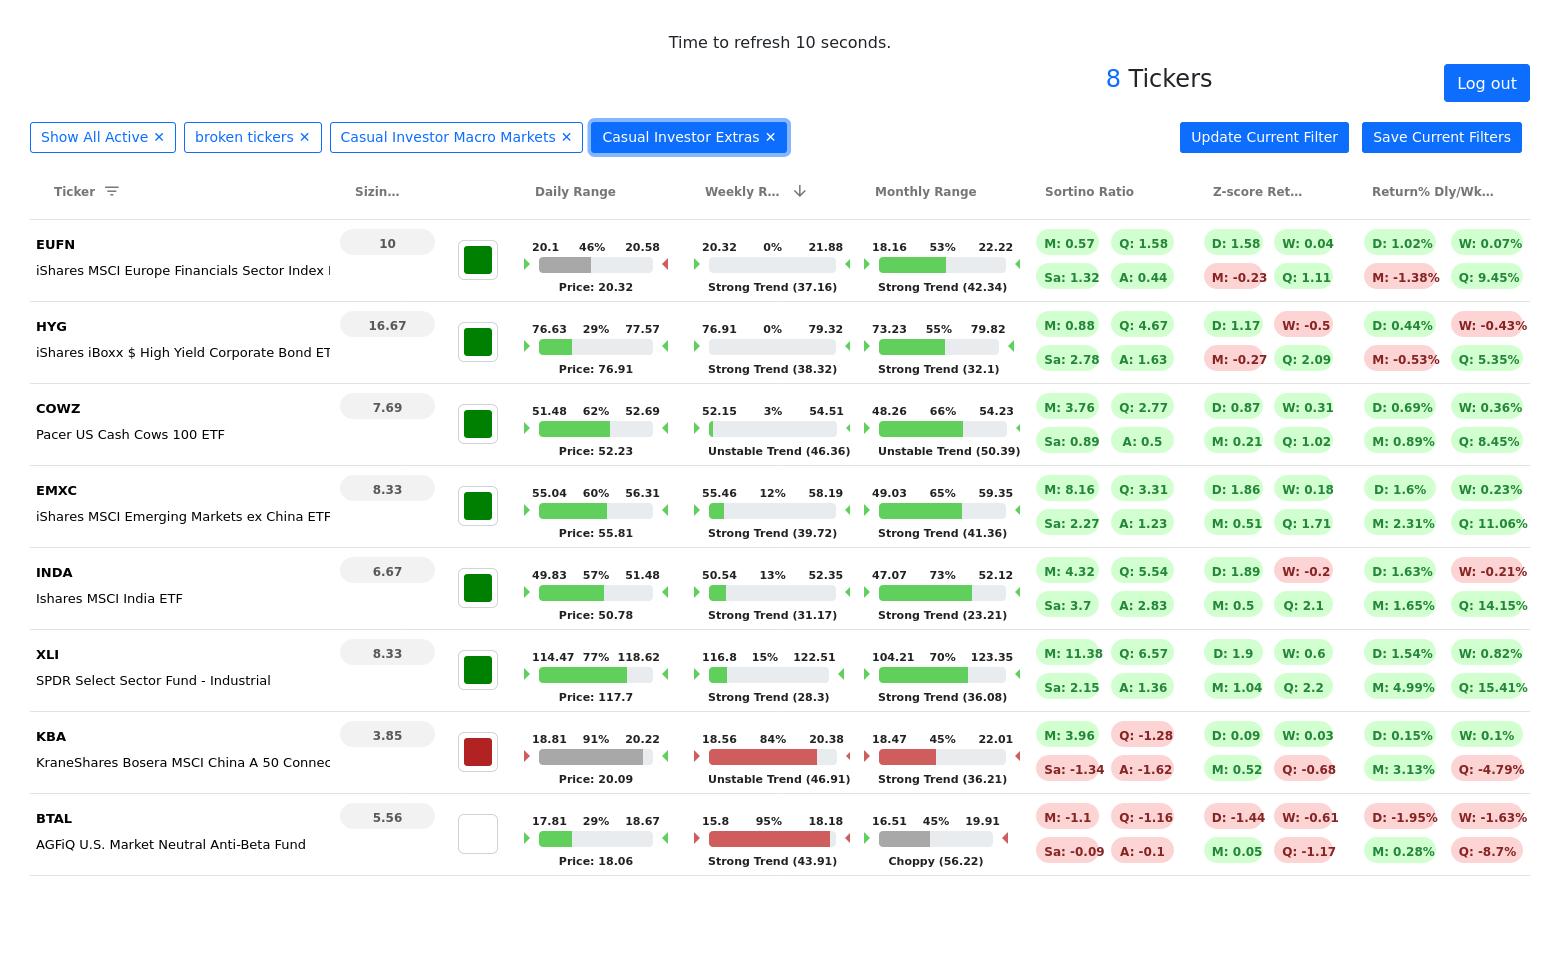 Time to refresh 10 seconds.
8 Tickers
Log out
Show All Active ✕ broken tickers ✕ Casual Investor Macro Markets ✕ Casual Investor Extras ✕ Update Current Filter Save Current Filters
Ticker Sizin... Daily Range Weekly R... Monthly Range Sortino Ratio Z-score Ret... Return% Dly/Wk...
EUFN 10 20.1 46% 20.58 20.32 0% 21.88 18.16 53% 22.22 M: 0.57 Q: 1.58 D: 1.58 W: 0.04 D: 1.02% W: 0.07%
iShares MSCI Europe Financials Sector Index Sa: 1.32 A: 0.44 M: -0.23 Q: 1.11 M: -1.38% Q: 9.45%
Price: 20.32 Strong Trend (37.16) Strong Trend (42.34)
HYG 16.67 76.63 29% 77.57 76.91 0% 79.32 73.23 55% 79.82 M: 0.88 Q: 4.67 D: 1.17 W: -0.5 D: 0.44% W: -0.43%
iShares iBoxx $ High Yield Corporate Bond ET Sa: 2.78 A: 1.63 M: -0.27 Q: 2.09 M: -0.53% Q: 5.35%
Price: 76.91 Strong Trend (38.32) Strong Trend (32.1)
COWZ 7.69 51.48 62% 52.69 52.15 3% 54.51 48.26 66% 54.23 M: 3.76 Q: 2.77 D: 0.87 W: 0.31 D: 0.69% W: 0.36%
Pacer US Cash Cows 100 ETF Sa: 0.89 A: 0.5 M: 0.21 Q: 1.02 M: 0.89% Q: 8.45%
Price: 52.23 Unstable Trend (46.36) Unstable Trend (50.39)
EMXC 8.33 55.04 60% 56.31 55.46 12% 58.19 49.03 65% 59.35 M: 8.16 Q: 3.31 D: 1.86 W: 0.18 D: 1.6% W: 0.23%
iShares MSCI Emerging Markets ex China ETF Sa: 2.27 A: 1.23 M: 0.51 Q: 1.71 M: 2.31% Q: 11.06%
Price: 55.81 Strong Trend (39.72) Strong Trend (41.36)
INDA 6.67 49.83 57% 51.48 50.54 13% 52.35 47.07 73% 52.12 M: 4.32 Q: 5.54 D: 1.89 W: -0.2 D: 1.63% W: -0.21%
Ishares MSCI India ETF Sa: 3.7 A: 2.83 M: 0.5 Q: 2.1 M: 1.65% Q: 14.15%
Price: 50.78 Strong Trend (31.17) Strong Trend (23.21)
XLI 8.33 114.47 77% 118.62 116.8 15% 122.51 104.21 70% 123.35 M: 11.38 Q: 6.57 D: 1.9 W: 0.6 D: 1.54% W: 0.82%
SPDR Select Sector Fund - Industrial Sa: 2.15 A: 1.36 M: 1.04 Q: 2.2 M: 4.99% Q: 15.41%
Price: 117.7 Strong Trend (28.3) Strong Trend (36.08)
KBA 3.85 18.81 91% 20.22 18.56 84% 20.38 18.47 45% 22.01 M: 3.96 Q: -1.28 D: 0.09 W: 0.03 D: 0.15% W: 0.1%
KraneShares Bosera MSCI China A 50 Connec Sa: -1.34 A: -1.62 M: 0.52 Q: -0.68 M: 3.13% Q: -4.79%
Price: 20.09 Unstable Trend (46.91) Strong Trend (36.21)
BTAL 5.56 17.81 29% 18.67 15.8 95% 18.18 16.51 45% 19.91 M: -1.1 Q: -1.16 D: -1.44 W: -0.61 D: -1.95% W: -1.63%
AGFiQ U.S. Market Neutral Anti-Beta Fund Sa: -0.09 A: -0.1 M: 0.05 Q: -1.17 M: 0.28% Q: -8.7%
Price: 18.06 Strong Trend (43.91) Choppy (56.22)